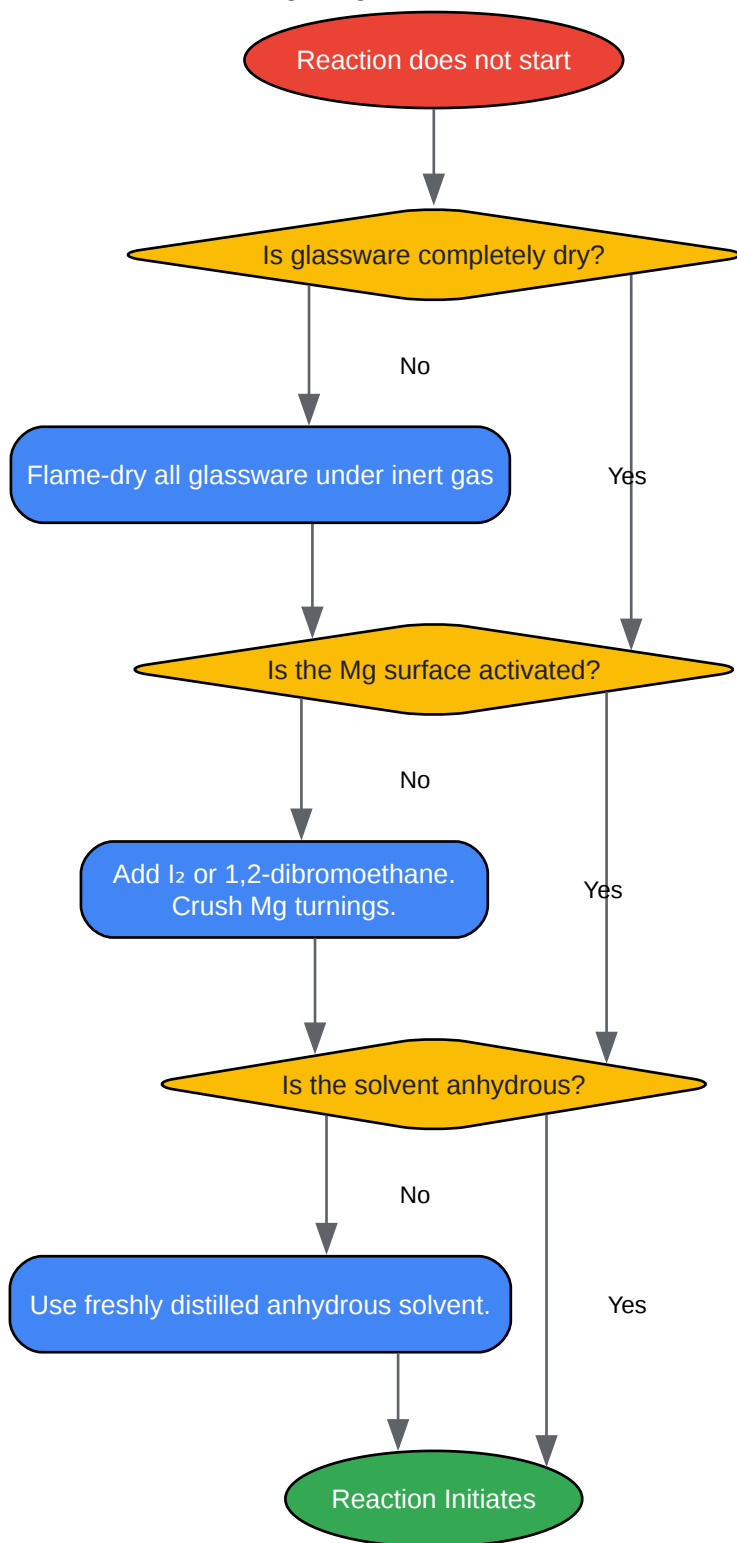 Reaction does not start
Is glassware completely dry?
No
Flame-dry all glassware under inert gas
Yes
Is the Mg surface activated?
No
Add I₂ or 1,2-dibromoethane.
Crush Mg turnings.
Yes
Is the solvent anhydrous?
No
Use freshly distilled anhydrous solvent.
Yes
Reaction Initiates